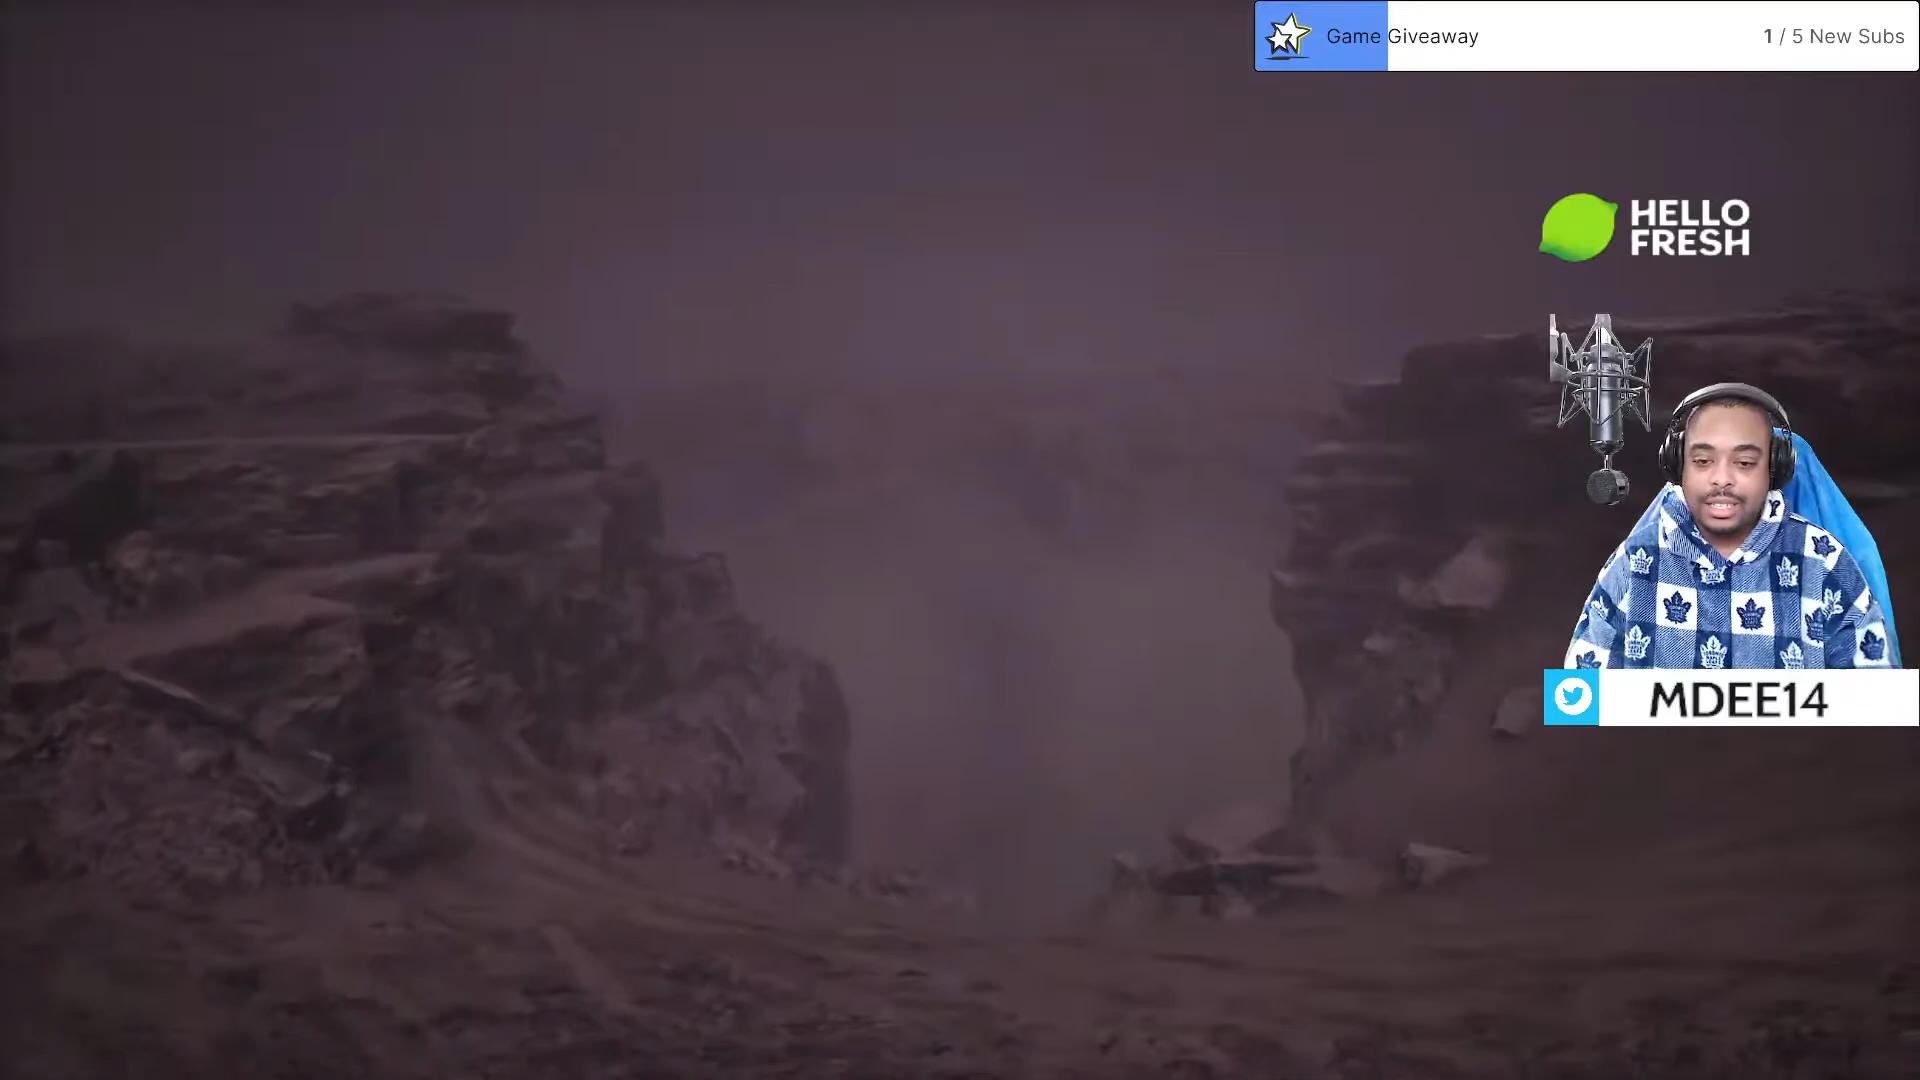 Game Giveaway
1 / 5 New Subs
HELLO
FRESH
MDEE14